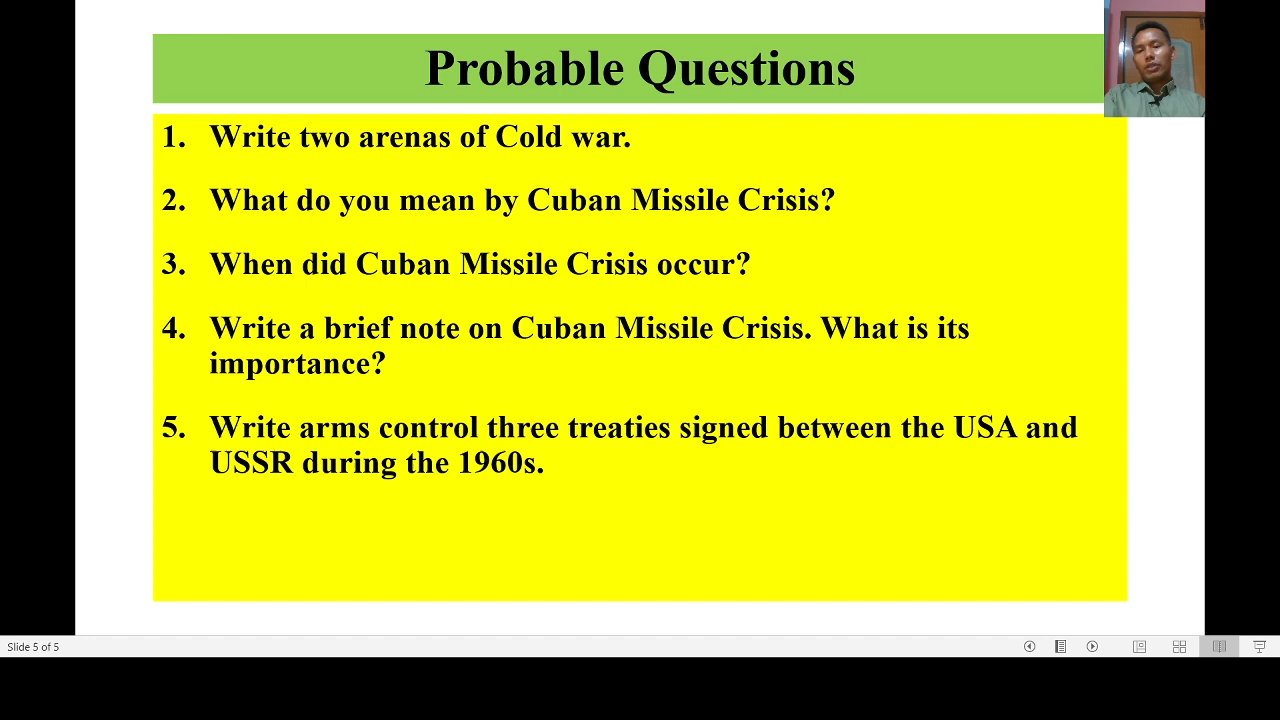 Probable Questions
1. Write two arenas of Cold war.
2. What do you mean by Cuban Missile Crisis?
3. When did Cuban Missile Crisis occur?
4. Write a brief note on Cuban Missile Crisis. What is its
importance?
5. Write arms control three treaties signed between the USA and
USSR during the 1960s.
Slide 5 of 5